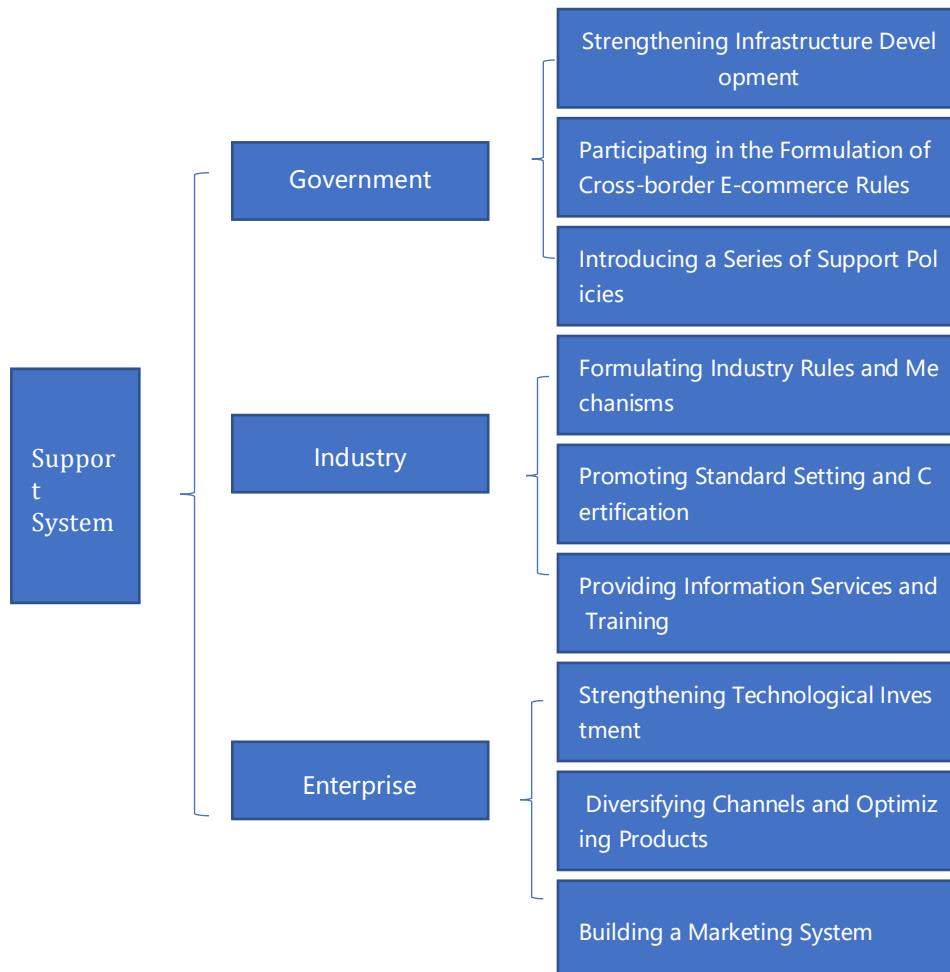 Strengthening Infrastructure Devel
opment
Government
Participating in the Formulation of
Cross-border E-commerce Rules
Introducing a Series of Support Pol
icies
Suppor
t
System
Formulating Industry Rules and Me
chanisms
Industry
Promoting Standard Setting and C
ertification
Providing Information Services and
Training
Strengthening Technological Inves
tment
Enterprise
Diversifying Channels and Optimiz
ing Products
Building a Marketing System